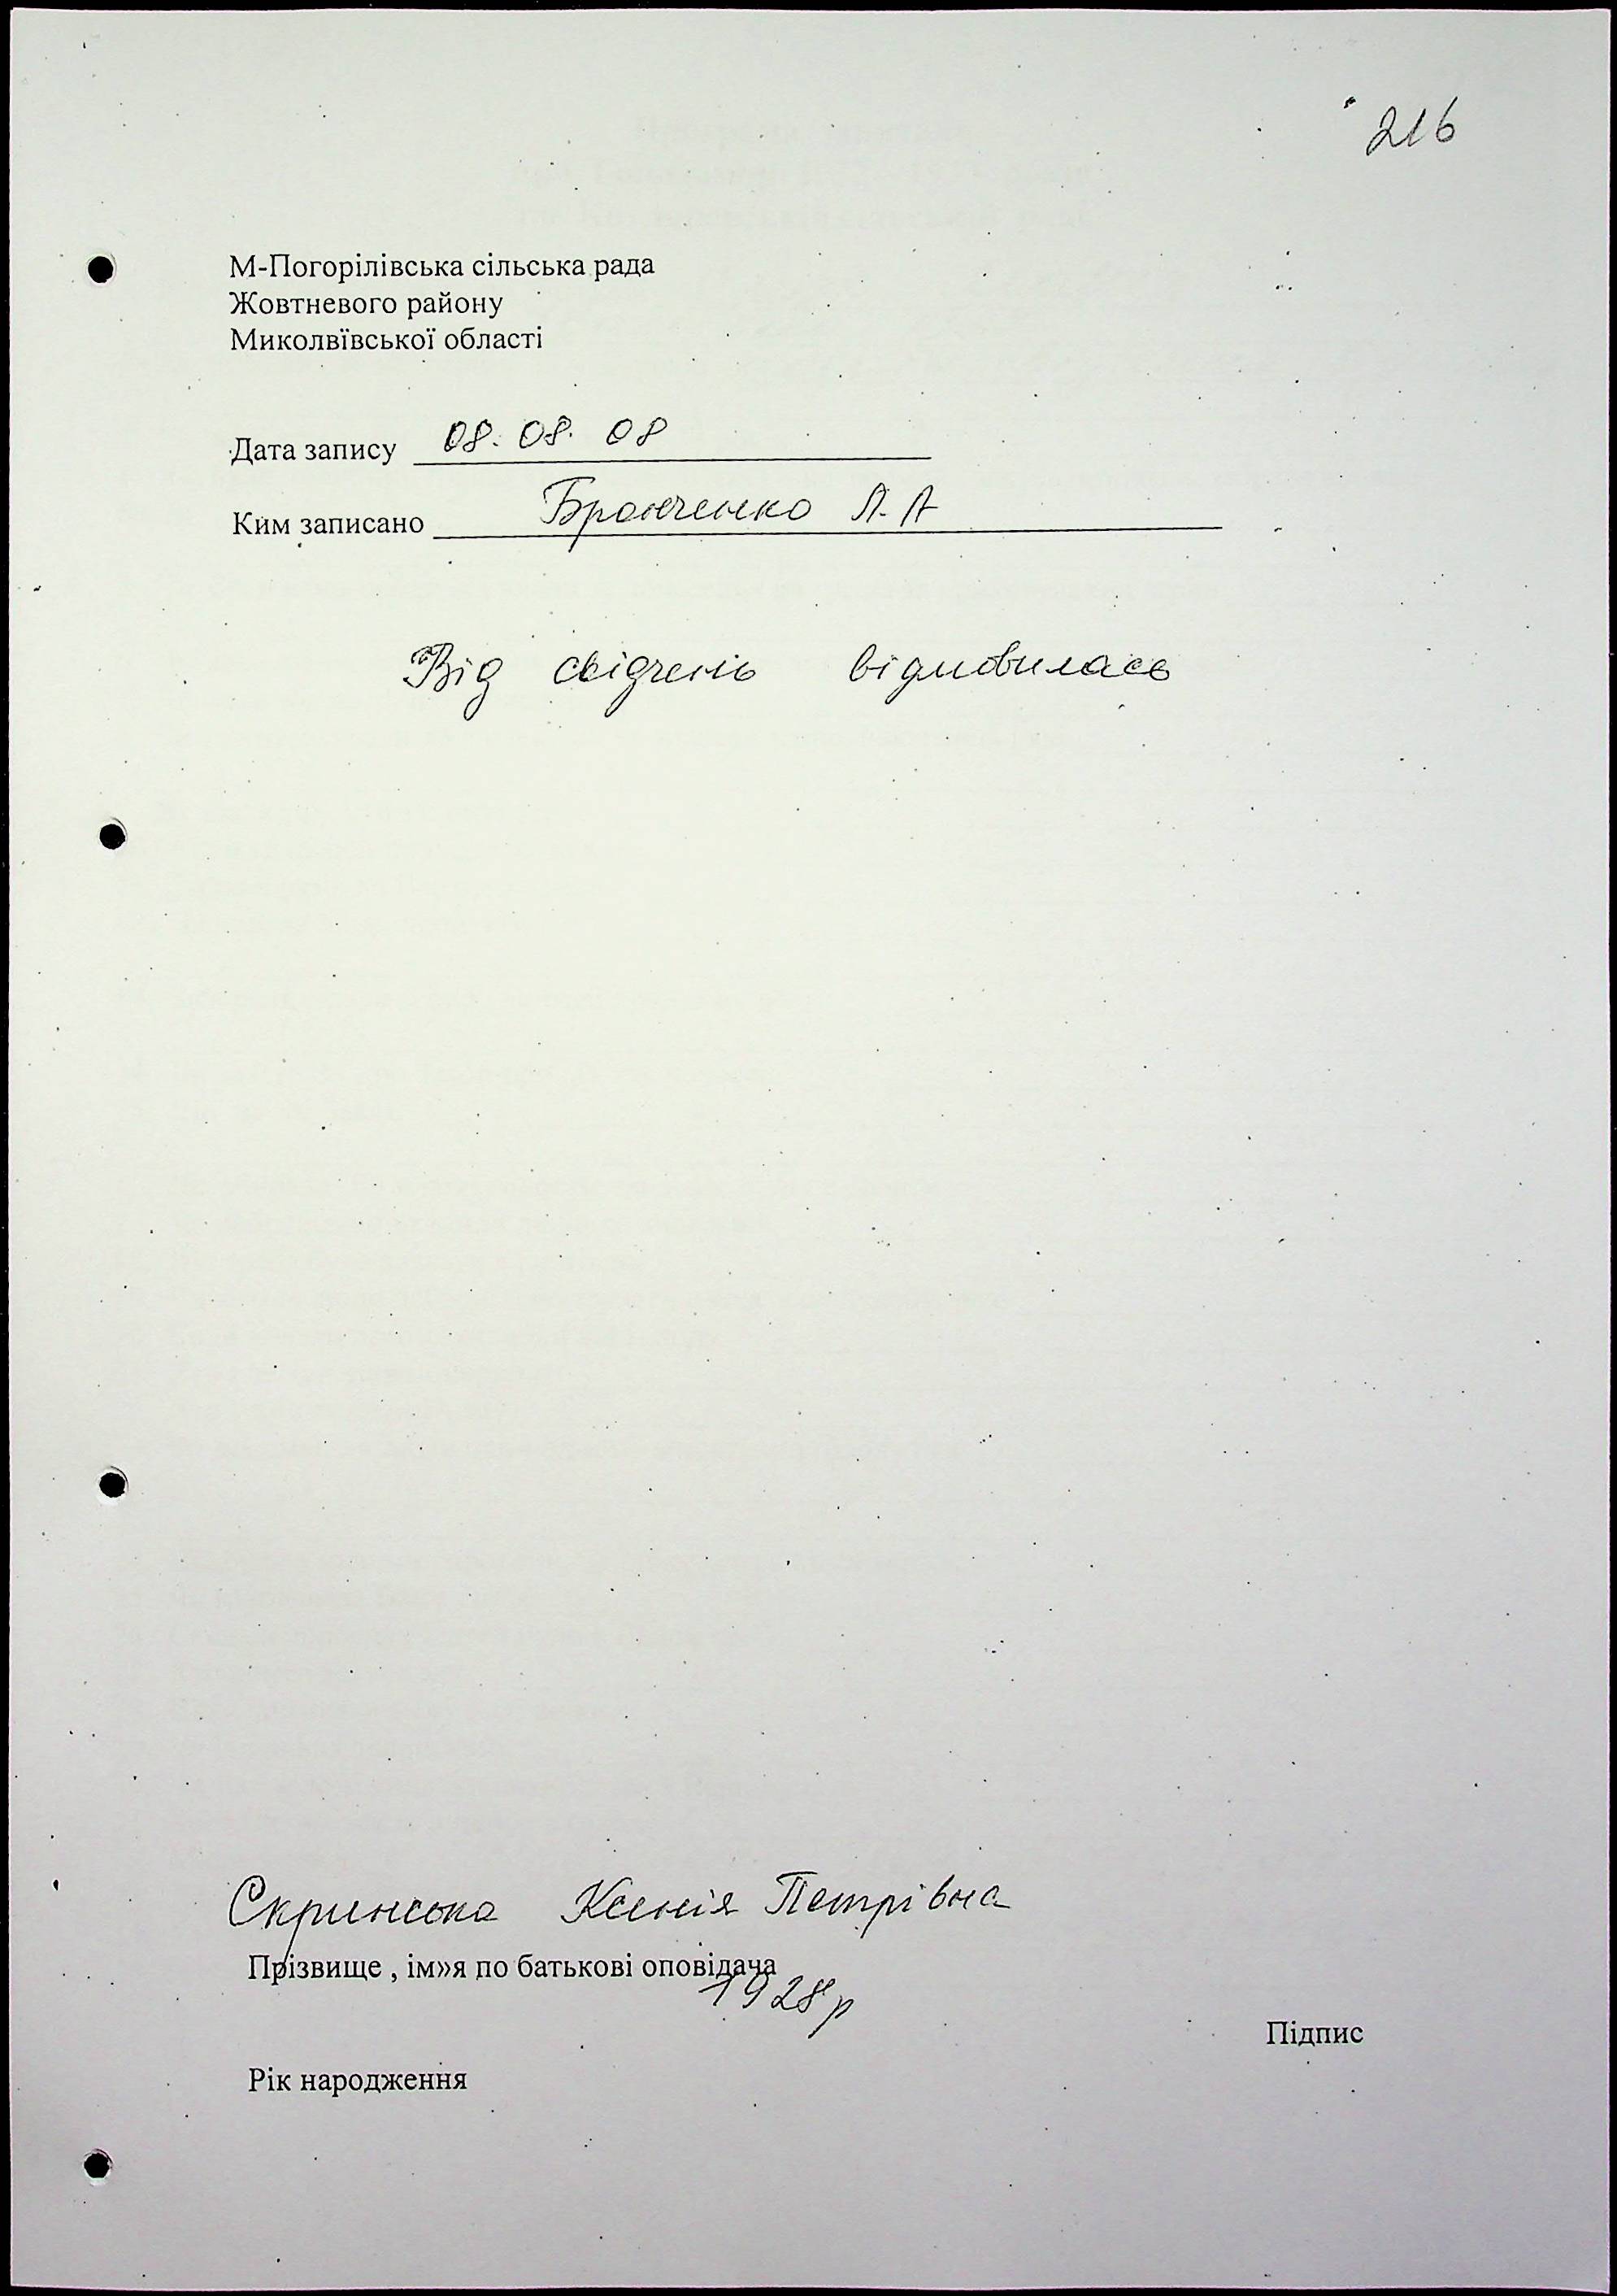 216
М-Погорілівська сільська рада
Жовтневого району
Миколвївської області
Дата запису 08. 08. 08
Ким записано Бронченко Л. А
Від свідчень відмовилась
Скринська Ксенія Петрівна
Прізвище , ім»я по батькові оповідача
1928р
Підпис
Рік народження